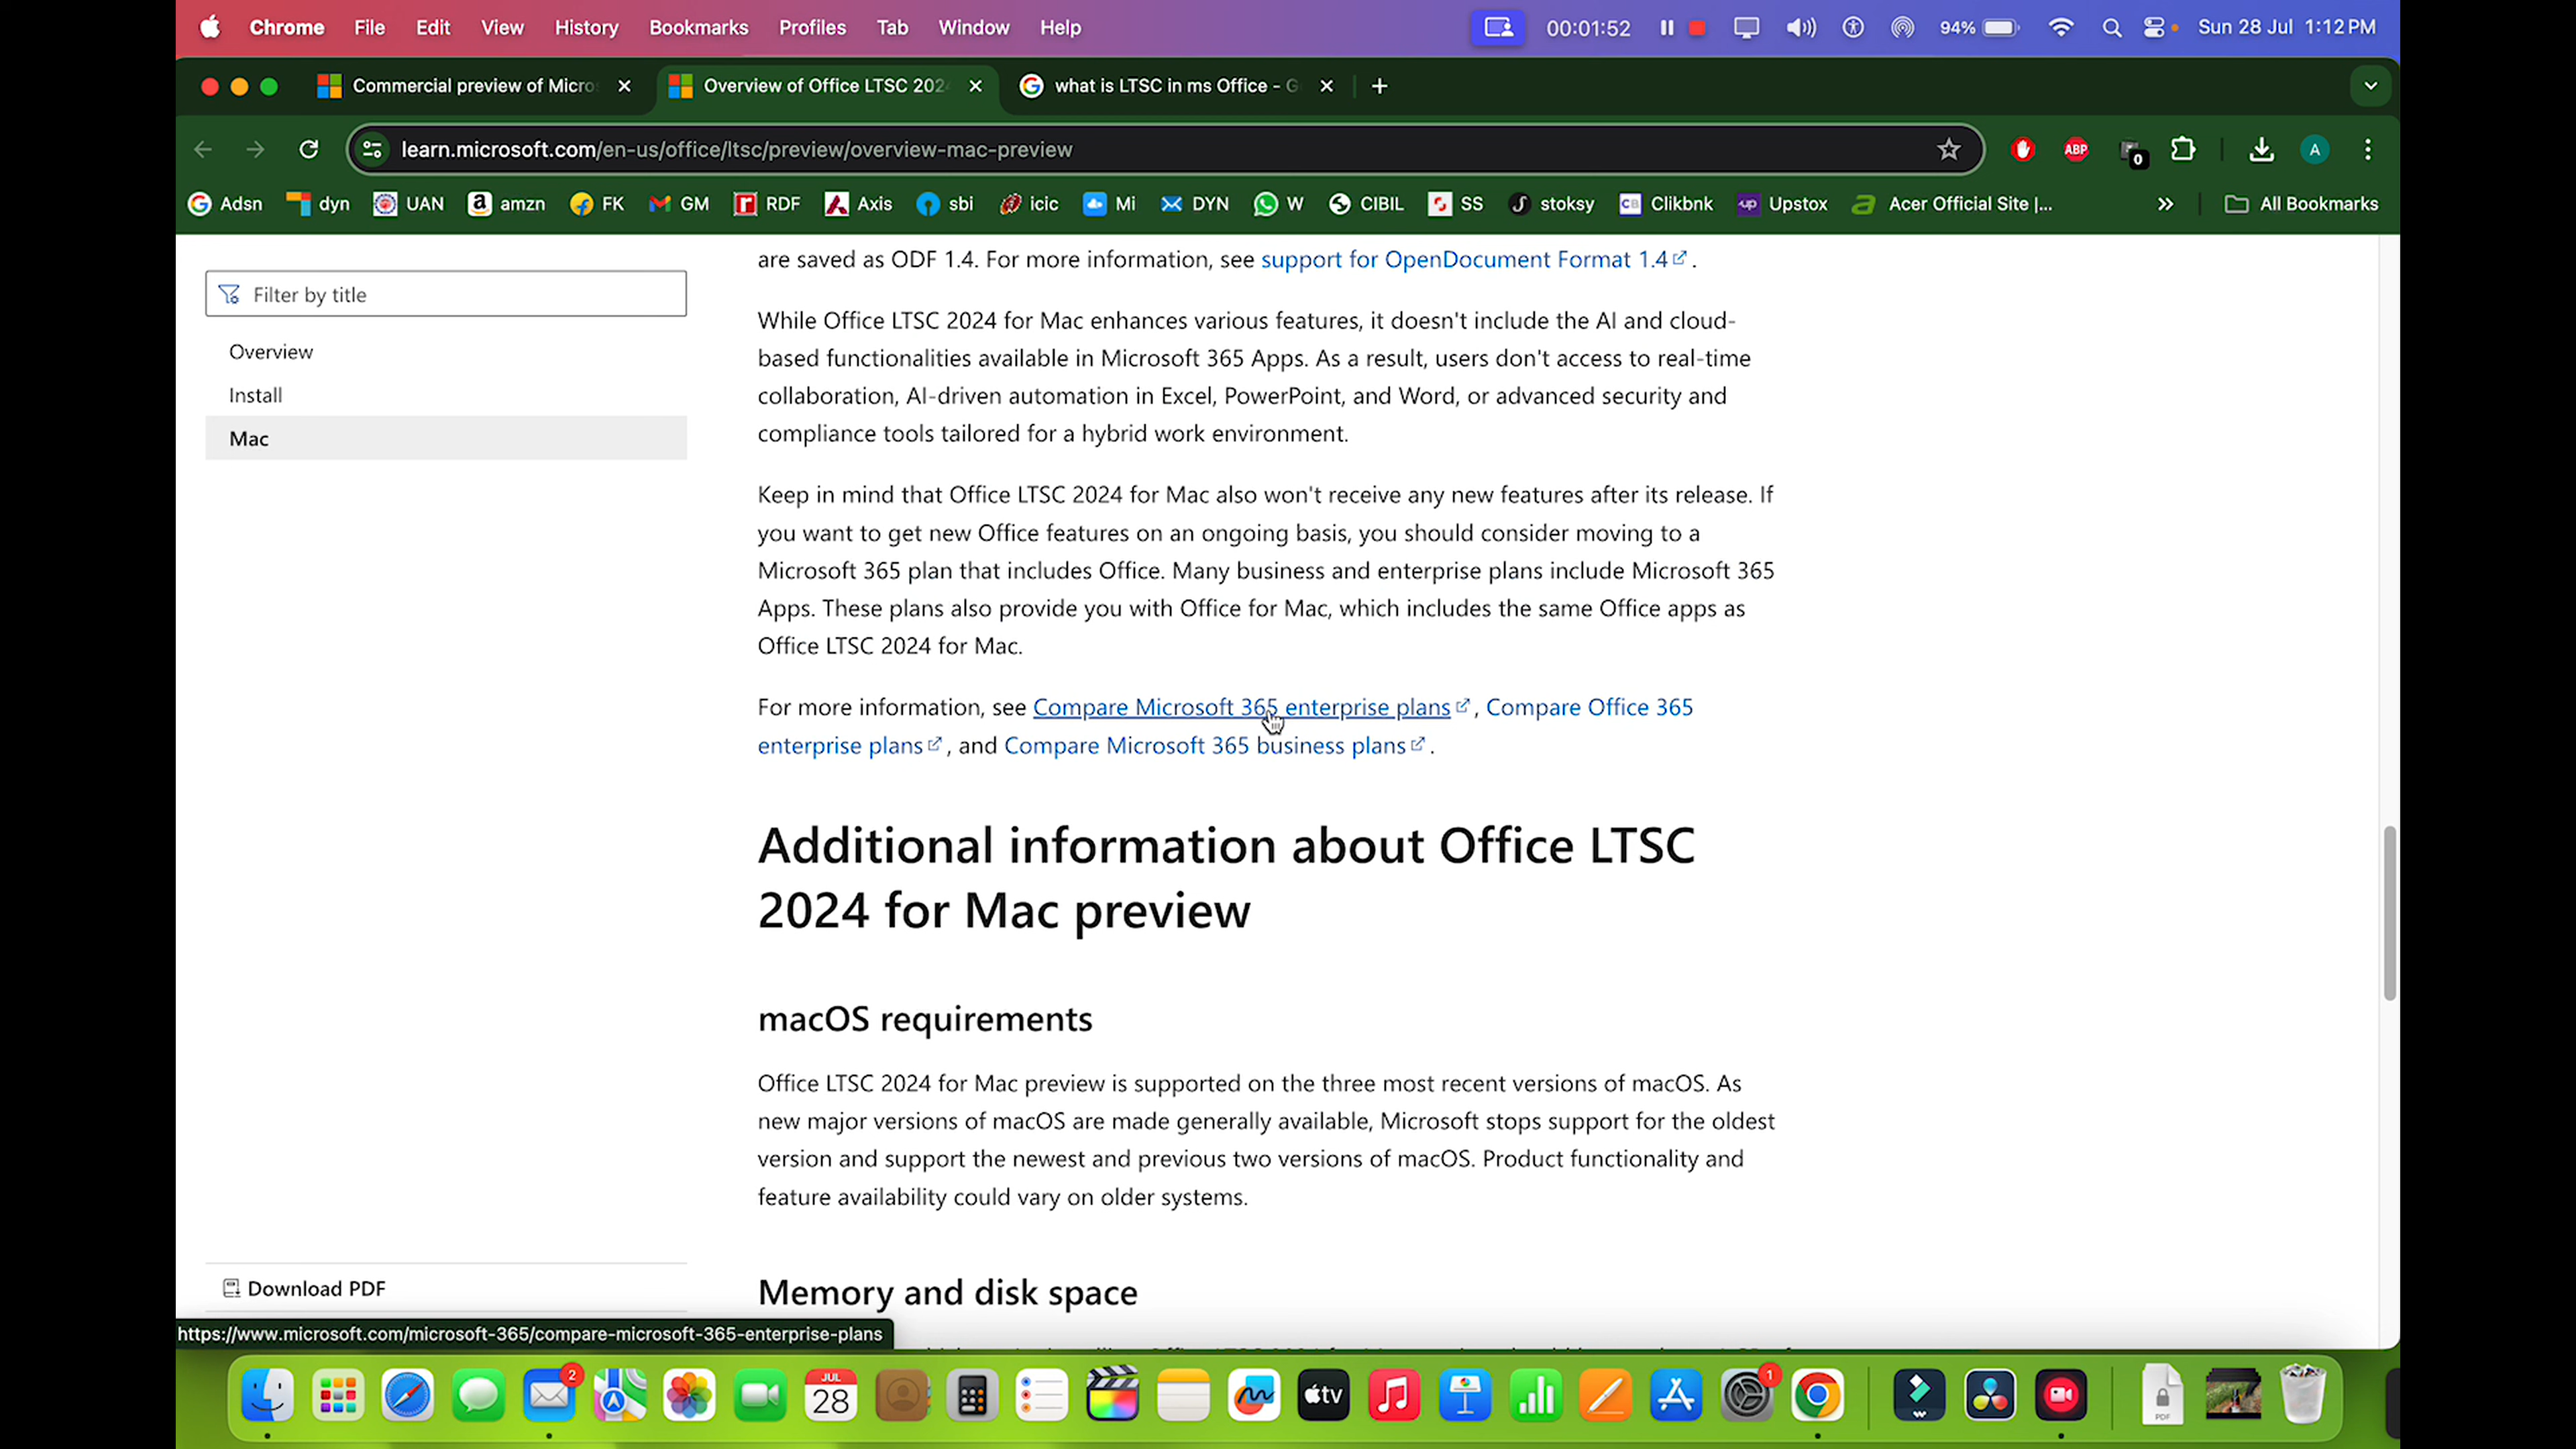 Chrome File Edit View History Bookmarks Profiles Tab Window Help 00:01:52 94% Sun 28 Jul 1:12 PM
Commercial preview of Micro Overview of Office LTSC 202 what is LTSC in ms Office - G
learn.microsoft.com/en-us/office/ltsc/preview/overview-mac-preview ABP 0 A
Adsn dyn UAN amzn FK GM RDF Axis sbi icic Mi DYN W CIBIL SS stoksy Clikbnk Upstox Acer Official Site |... All Bookmarks
Filter by title
Overview
Install
Mac
Download PDF
are saved as ODF 1.4. For more information, see support for OpenDocument Format 1.4 .
While Office LTSC 2024 for Mac enhances various features, it doesn't include the AI and cloud-
based functionalities available in Microsoft 365 Apps. As a result, users don't access to real-time
collaboration, AI-driven automation in Excel, PowerPoint, and Word, or advanced security and
compliance tools tailored for a hybrid work environment.
Keep in mind that Office LTSC 2024 for Mac also won't receive any new features after its release. If
you want to get new Office features on an ongoing basis, you should consider moving to a
Microsoft 365 plan that includes Office. Many business and enterprise plans include Microsoft 365
Apps. These plans also provide you with Office for Mac, which includes the same Office apps as
Office LTSC 2024 for Mac.
For more information, see Compare Microsoft 365 enterprise plans , Compare Office 365
enterprise plans , and Compare Microsoft 365 business plans .
Additional information about Office LTSC
2024 for Mac preview
macOS requirements
Office LTSC 2024 for Mac preview is supported on the three most recent versions of macOS. As
new major versions of macOS are made generally available, Microsoft stops support for the oldest
version and support the newest and previous two versions of macOS. Product functionality and
feature availability could vary on older systems.
Memory and disk space
https://www.microsoft.com/microsoft-365/compare-microsoft-365-enterprise-plans
2 JUL 28 tv 1 PDF